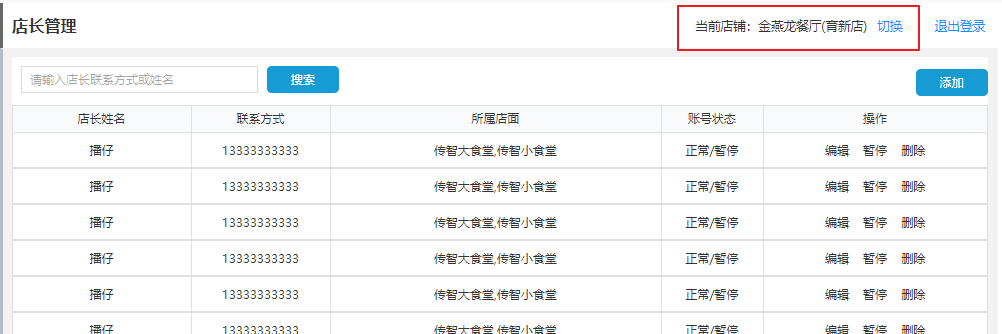 店长管理 当前店铺：金燕龙餐厅(育新店) 切换 退出登录
请输入店长联系方式或姓名 搜索 添加
店长姓名 联系方式 所属店面 账号状态 操作
播仔 13333333333 传智大食堂,传智小食堂 正常/暂停 编辑 暂停 删除
播仔 13333333333 传智大食堂,传智小食堂 正常/暂停 编辑 暂停 删除
播仔 13333333333 传智大食堂,传智小食堂 正常/暂停 编辑 暂停 删除
播仔 13333333333 传智大食堂,传智小食堂 正常/暂停 编辑 暂停 删除
播仔 13333333333 传智大食堂,传智小食堂 正常/暂停 编辑 暂停 删除
播仔 13333333333 传智大食堂,传智小食堂 正常/暂停 编辑 暂停 删除